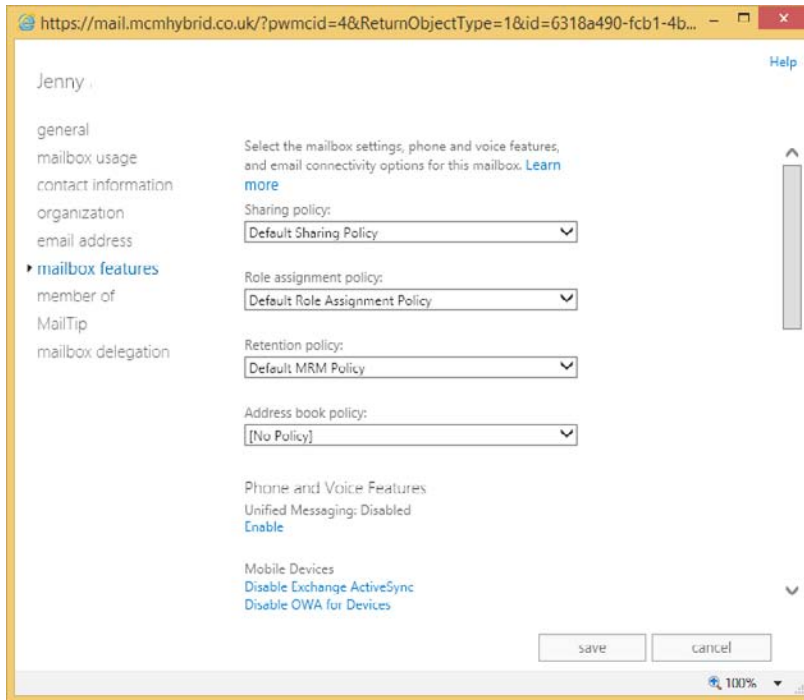 https://mail.mcmhybrid.co.uk/?pwmcid=4&ReturnObjectType=1&id=6318a490-fcb1-4b...
Help
Jenny
general
mailbox usage
contact information
organization
email address
mailbox features
member of
MailTip
mailbox delegation
Select the mailbox settings, phone and voice features,
and email connectivity options for this mailbox. Learn
more
Sharing policy:
Default Sharing Policy
Role assignment policy:
Default Role Assignment Policy
Retention policy:
Default MRM Policy
Address book policy:
[No Policy]
Phone and Voice Features
Unified Messaging: Disabled
Enable
Mobile Devices
Disable Exchange ActiveSync
Disable OWA for Devices
save
cancel
100%